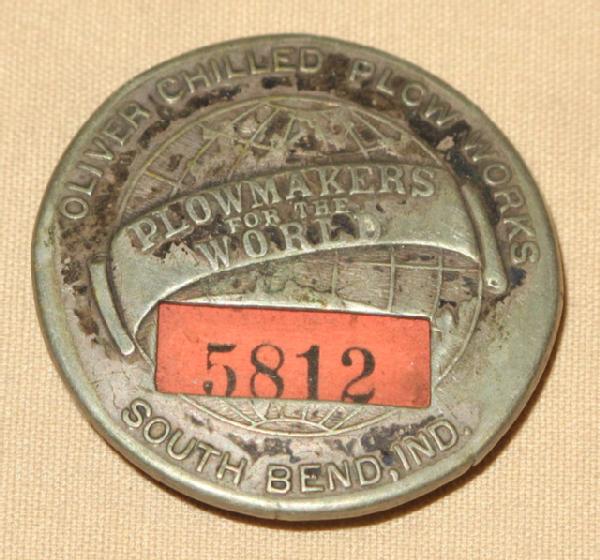 OLIVER CHILLED PLOW WORKS
PLOWMAKERS
FOR THE
WORLD
5812
SOUTH BEND, IND.